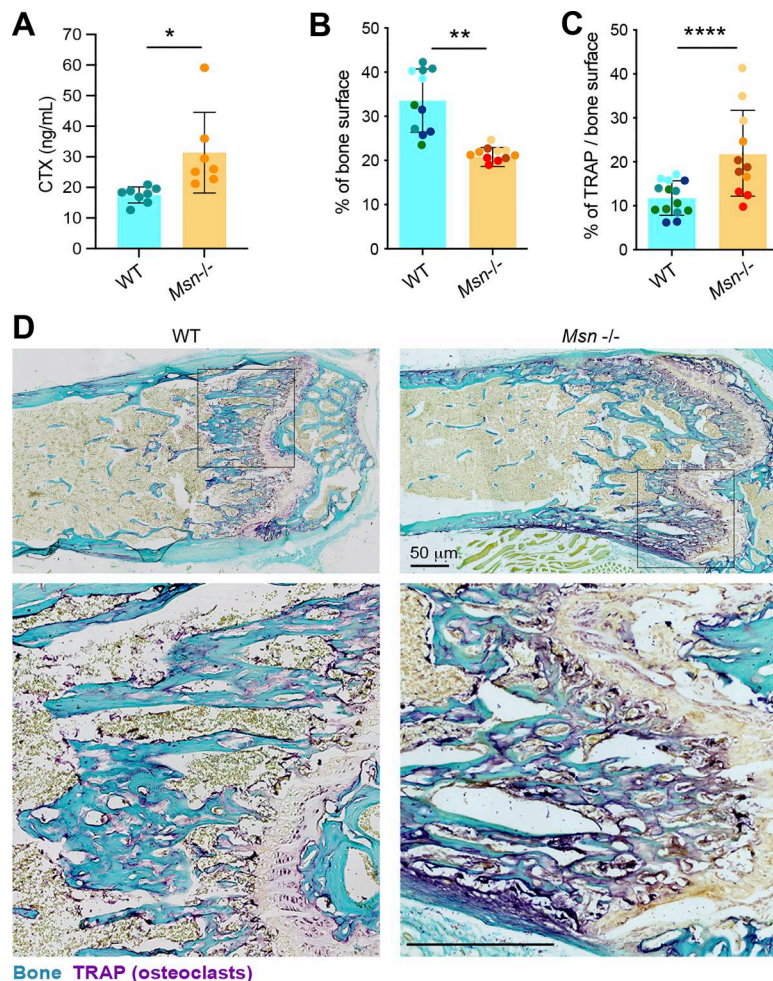 A
CTX (ng/mL)
70
60
50
40
30
20
10
0
*
WT
Msn-/-
B
% of bone surface
50
40
30
20
10
0
**
WT
Msn-/-
C
% of TRAP / bone surface
50
40
30
20
10
0
****
WT
Msn-/-
D
WT
Msn -/-
50 μm
Bone TRAP (osteoclasts)